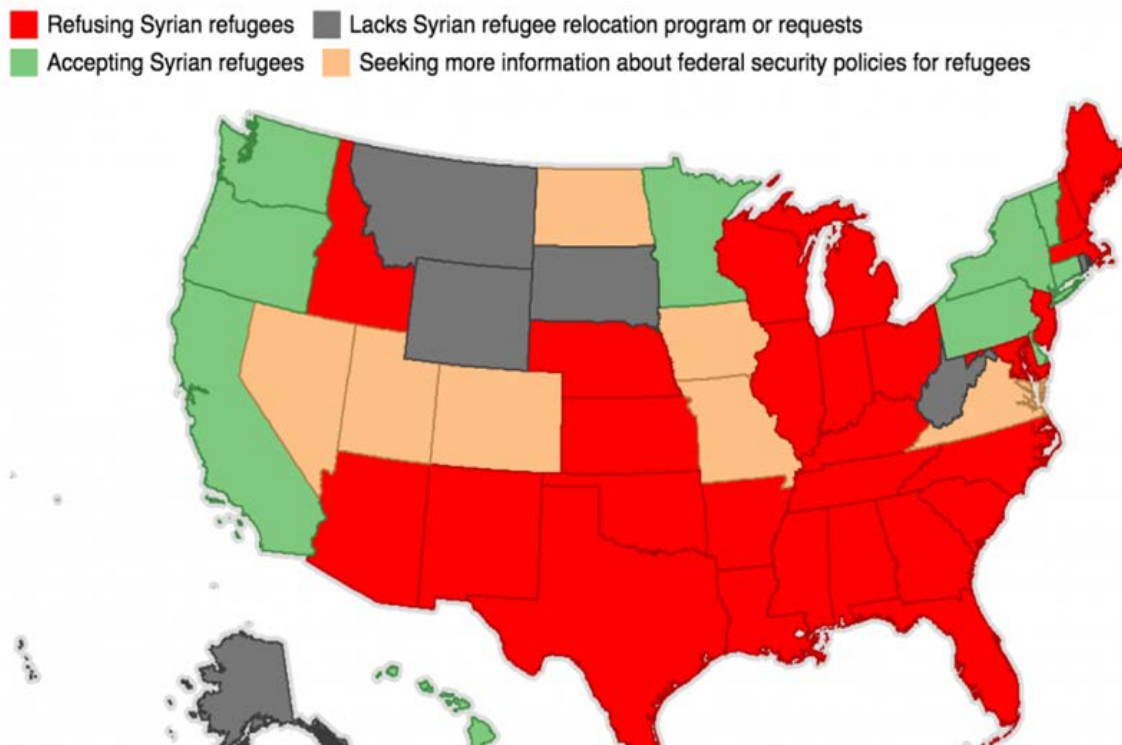 Refusing Syrian refugees Lacks Syrian refugee relocation program or requests
Accepting Syrian refugees Seeking more information about federal security policies for refugees